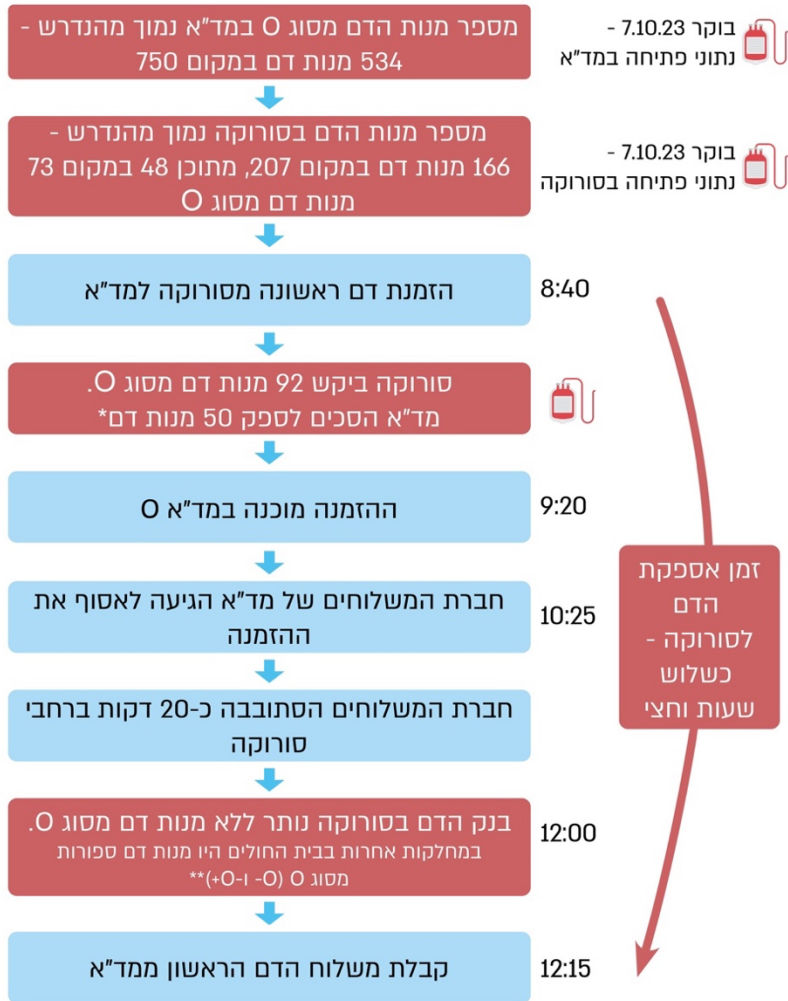 בוקר 7.10.23 -
נתוני פתיחה במד"א
מספר מנות הדם מסוג O במד"א נמוך מהנדרש -
534 מנות דם במקום 750
בוקר 7.10.23 -
נתוני פתיחה בסורוקה
מספר מנות הדם בסורוקה נמוך מהנדרש -
166 מנות דם במקום 207, מתוכן 48 במקום 73
מנות דם מסוג O
8:40
הזמנת דם ראשונה מסורוקה למד"א
סורוקה ביקש 92 מנות דם מסוג O.
מד"א הסכים לספק 50 מנות דם*
9:20
ההזמנה מוכנה במד"א O
10:25
חברת המשלוחים של מד"א הגיעה לאסוף את
ההזמנה
חברת המשלוחים הסתובבה כ-20 דקות ברחבי
סורוקה
12:00
בנק הדם בסורוקה נותר ללא מנות דם מסוג O.
במחלקות אחרות בבית החולים היו מנות דם ספורות
מסוג O (O- ו-O+)**
12:15
קבלת משלוח הדם הראשון ממד"א
זמן אספקת
הדם
לסורוקה -
כשלוש
שעות וחצי